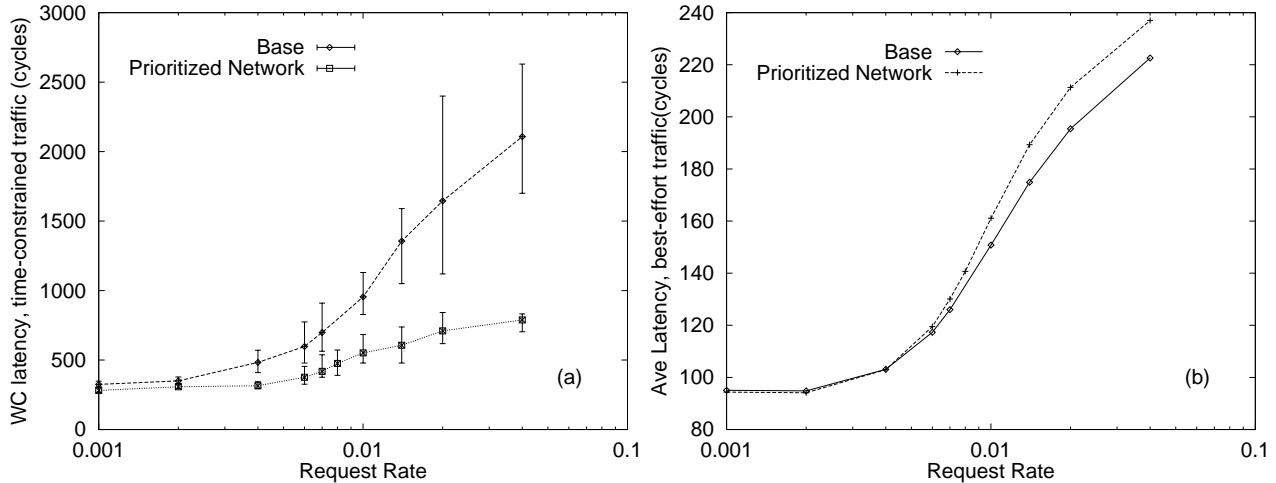 3000
2500
2000
1500
1000
500
0
0.001
0.01
0.1
WC latency, time-constrained traffic (cycles)
Request Rate
Base
Prioritized Network
(a)
240
220
200
180
160
140
120
100
80
0.001
0.01
0.1
Ave Latency, best-effort traffic(cycles)
Request Rate
Base
Prioritized Network
(b)